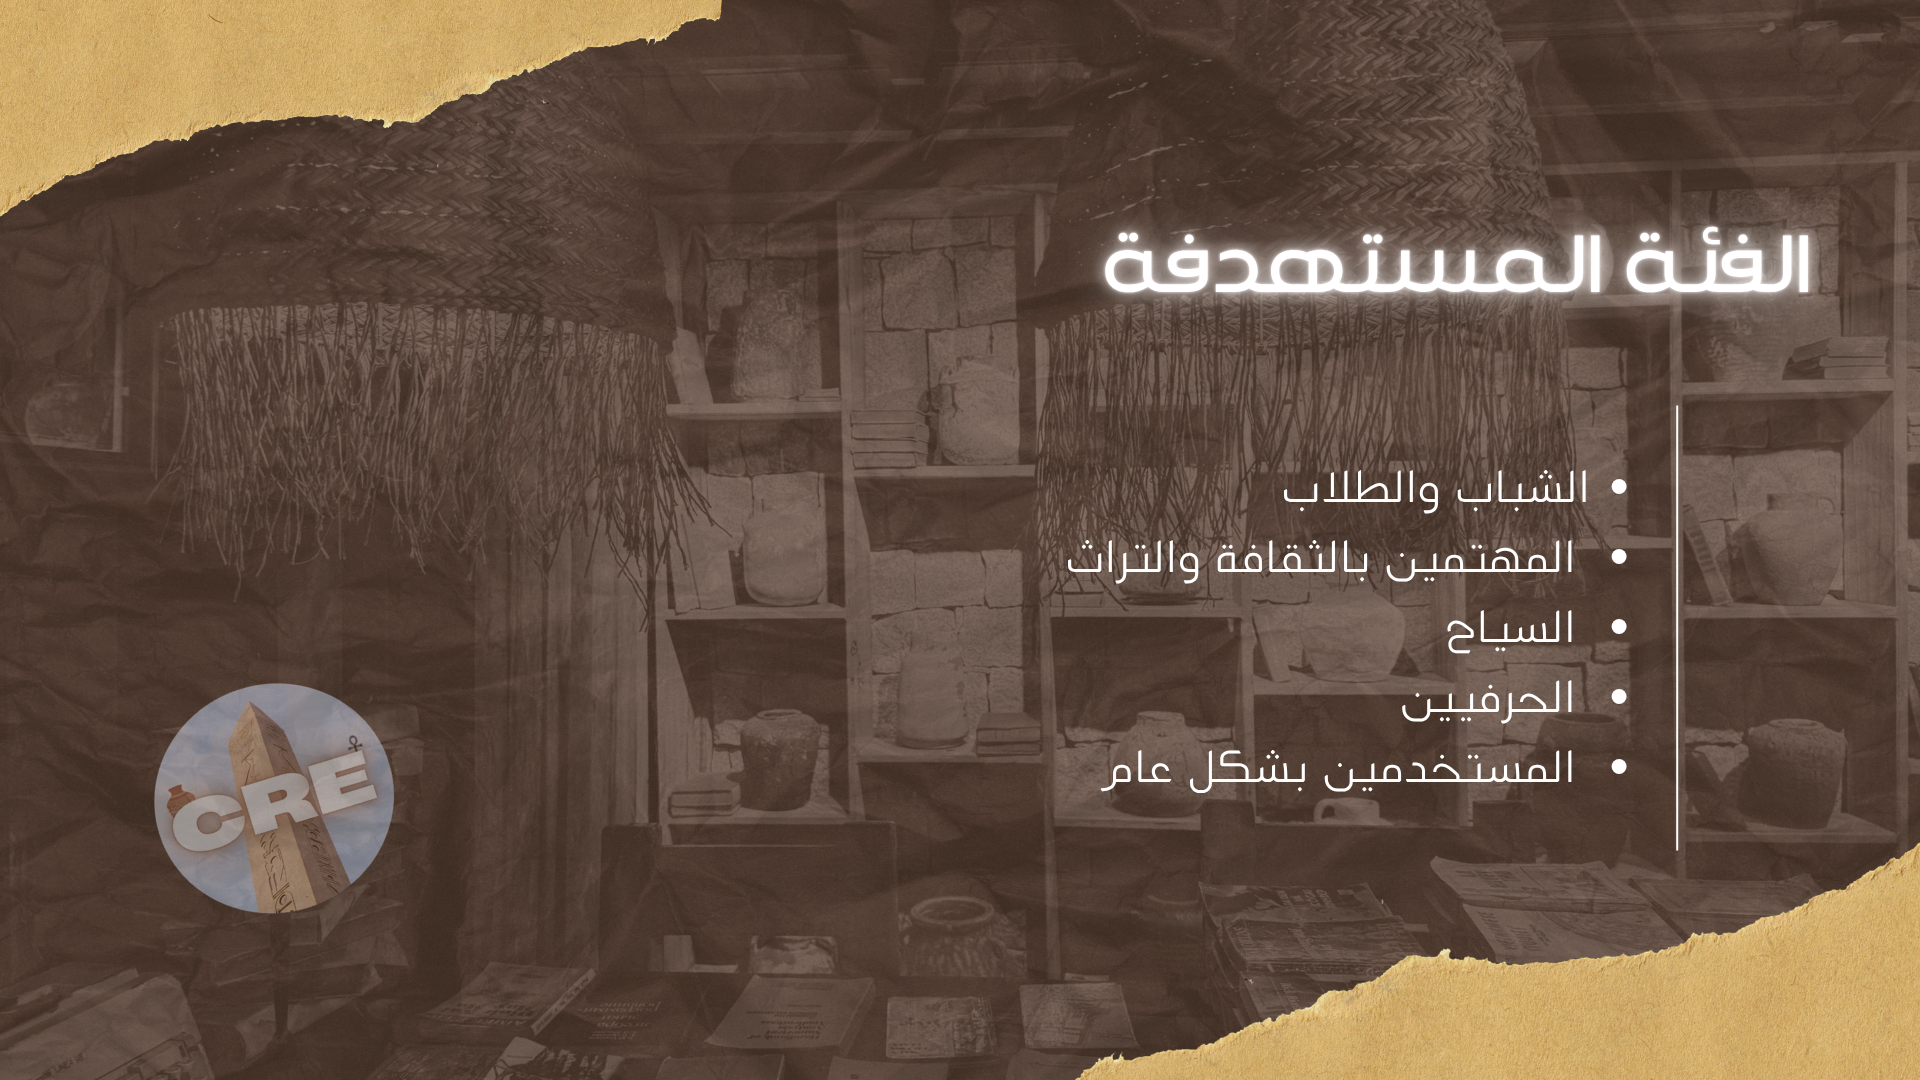 الفئة المستهدفة
• الشباب والطلاب
• المهتمين بالثقافة والتراث
• السياح
• الحرفيين
• المستخدمين بشكل عام
CRE